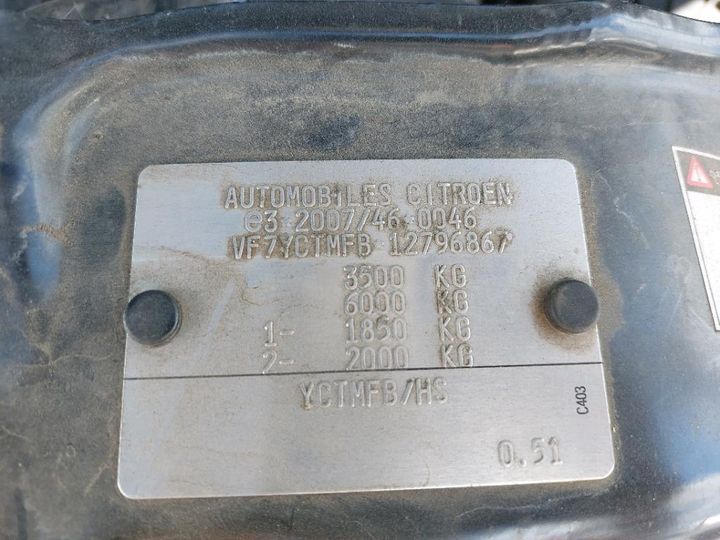 AUTOMOBILES CITROEN
e3 2007/46 0046
VF7YCTMFB 12796867
3500 KG
6000 KG
1- 1850 KG
2- 2000 KG
YCTMFB/HS
C403
0.51